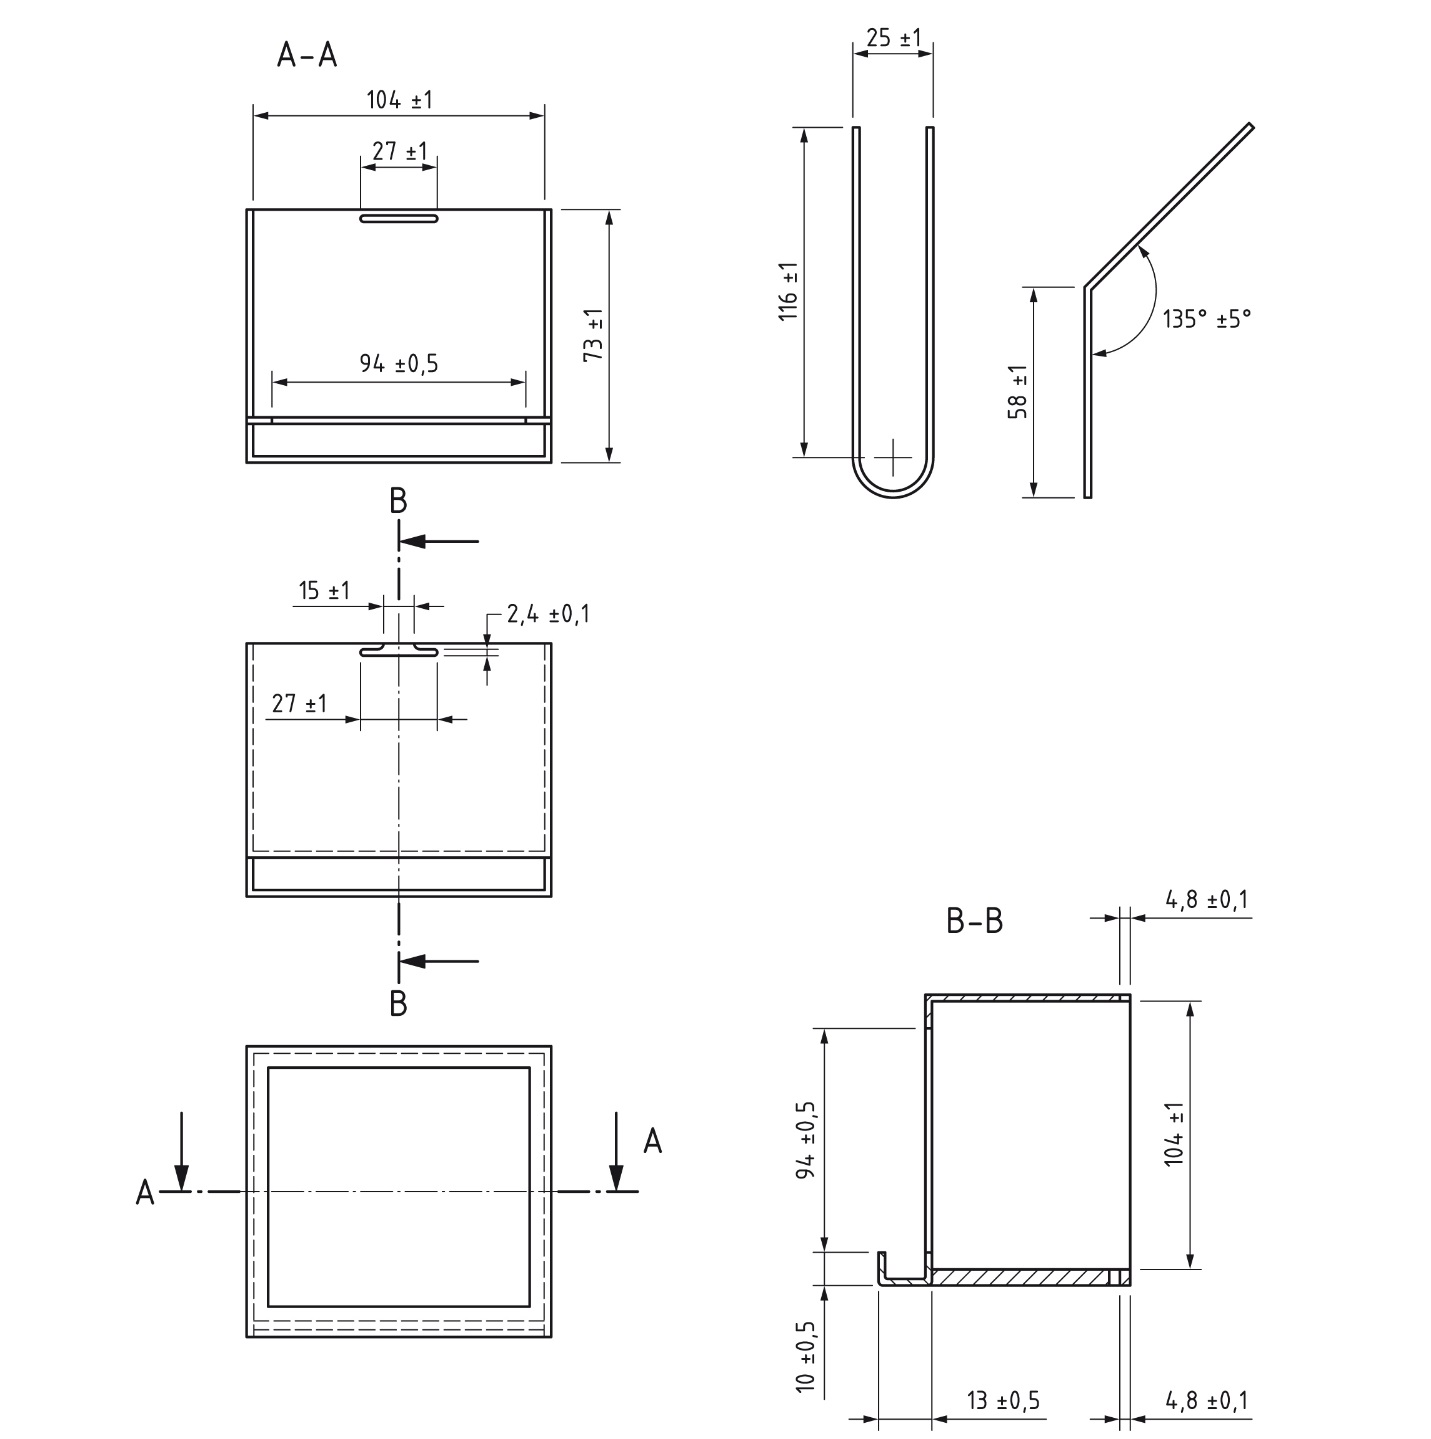 A-A
104 ±1
27 ±1
73 ±1
94 ±0,5
25 ±1
116 ±1
135° ±5°
58 ±1
B
15 ±1
2,4 ±0,1
27 ±1
B
A
A
B-B
4,8 ±0,1
94 ±0,5
104 ±1
10 ±0,5
13 ±0,5
4,8 ±0,1